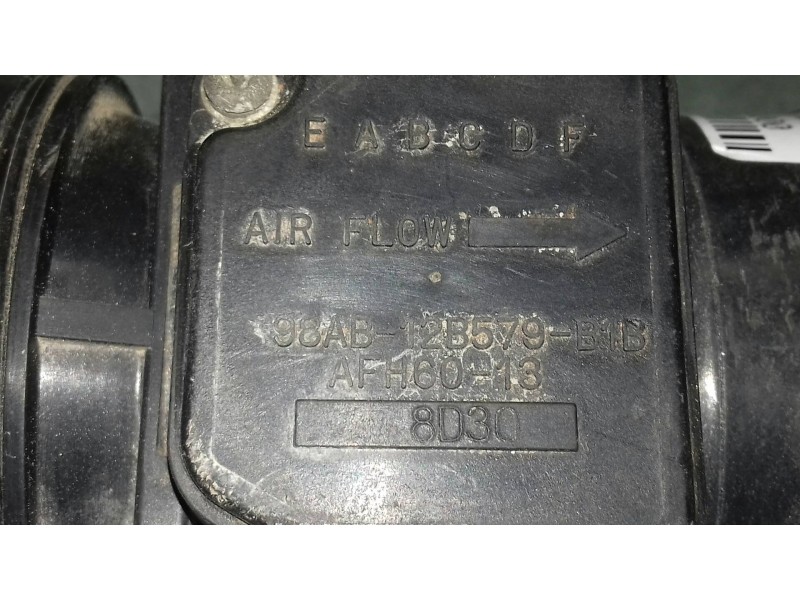 E A B C D F
AIR FLOW
98AB-12B579-B1B
AFH60-13
8D30